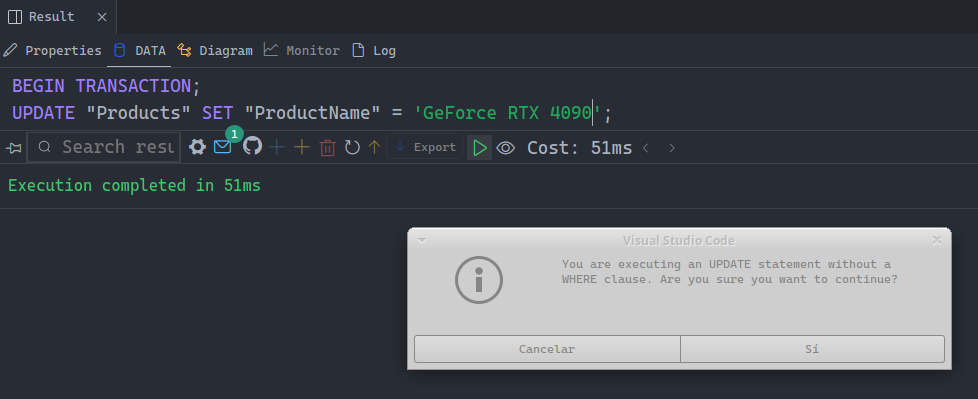 Result
Properties DATA Diagram Monitor Log
BEGIN TRANSACTION;
UPDATE "Products" SET "ProductName" = 'GeForce RTX 4090';
Search resu 1 Export Cost: 51ms
Execution completed in 51ms
Visual Studio Code
You are executing an UPDATE statement without a
WHERE clause. Are you sure you want to continue?
Cancelar Sí